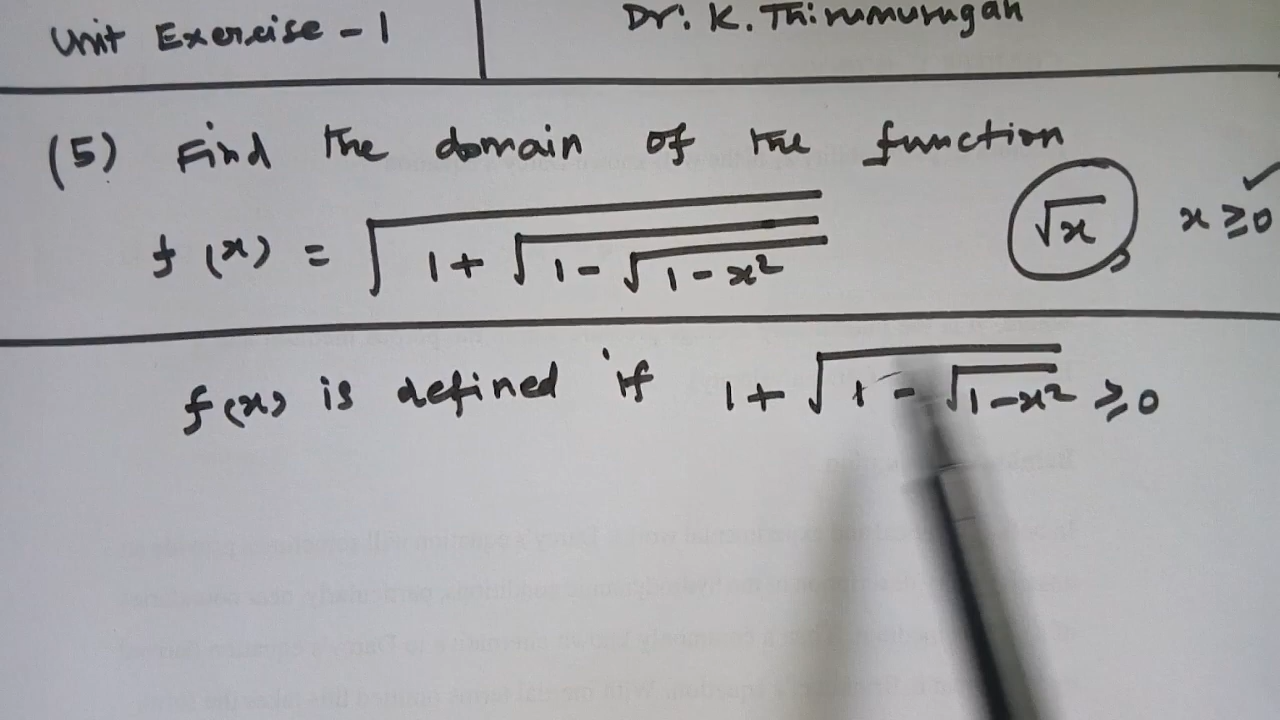 Unit Exercise - 1
Dr. K. Thirumurugan
(5) Find the domain of the function
f(x) = √(1 + √(1 - √(1 - x²)))
√x, x ≥ 0 ✓
f(x) is defined if 1 + √(1 - √(1 - x²)) ≥ 0